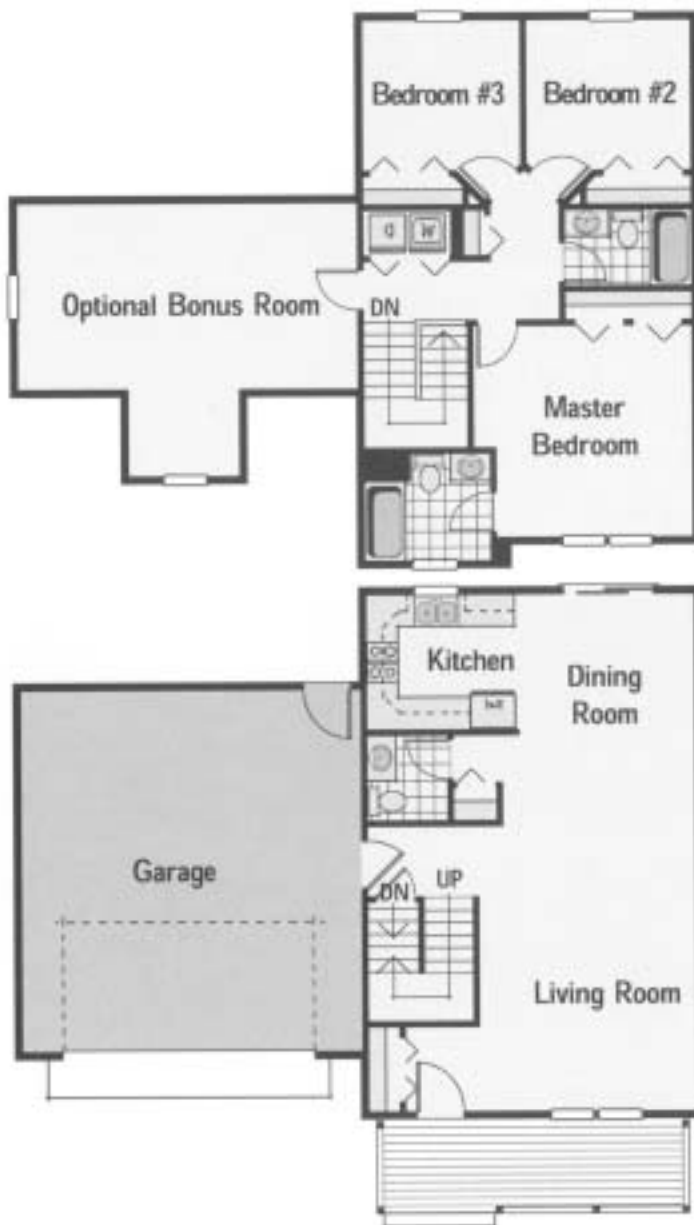 Bedroom #3
Bedroom #2
D
W
Optional Bonus Room
DN
Master
Bedroom
Kitchen
Dining
Room
DN
UP
Garage
Living Room